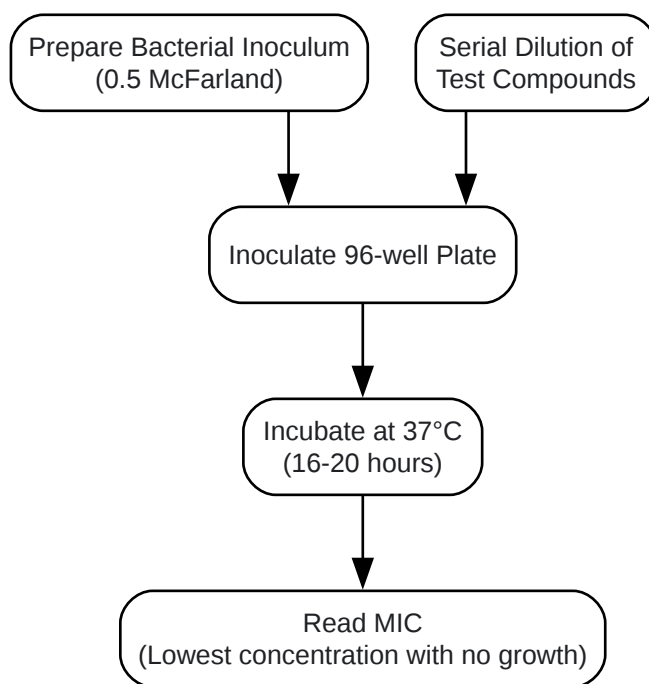 Prepare Bacterial Inoculum
(0.5 McFarland)
Serial Dilution of
Test Compounds
Inoculate 96-well Plate
Incubate at 37°C
(16-20 hours)
Read MIC
(Lowest concentration with no growth)